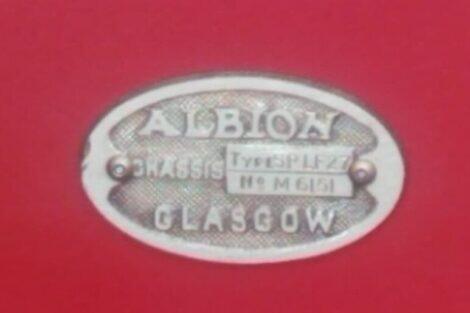 ALBION
CHASSIS
Type SPLF27
No M 6151
GLASGOW